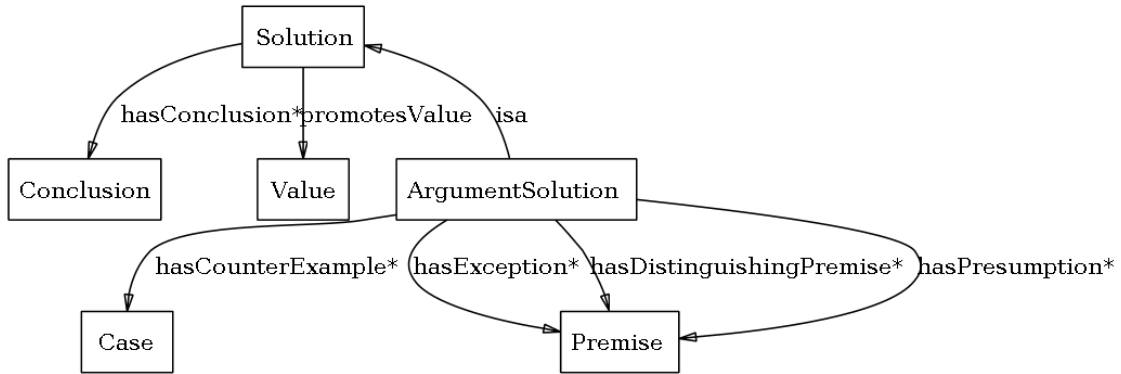 Solution
hasConclusion* promotesValue isa
Conclusion Value ArgumentSolution
hasCounterExample* hasException* hasDistinguishingPremise* hasPresumption*
Case Premise